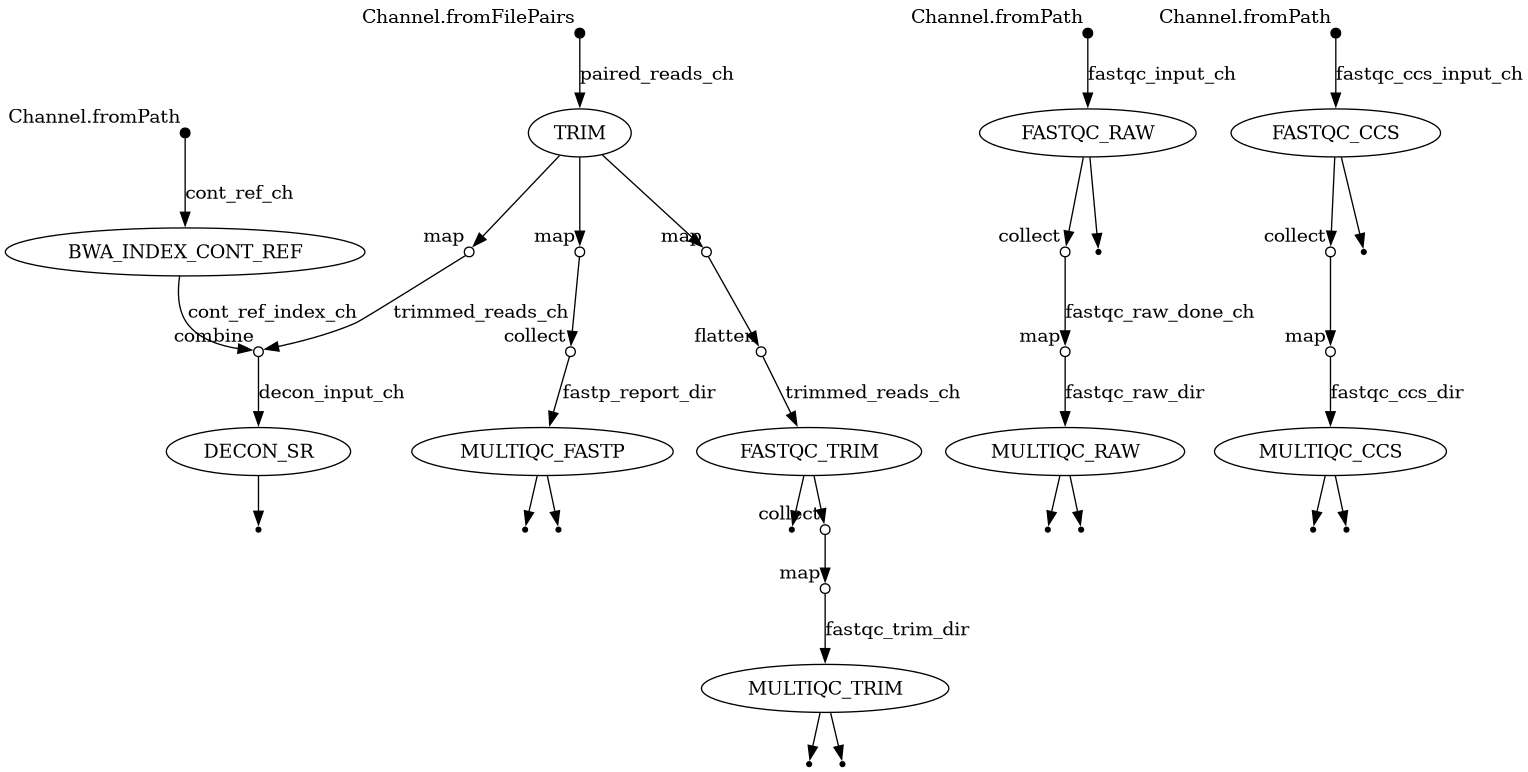 Channel.fromFilePairs
Channel.fromPath
Channel.fromPath
paired_reads_ch
fastqc_input_ch
fastqc_ccs_input_ch
Channel.fromPath
TRIM
FASTQC_RAW
FASTQC_CCS
cont_ref_ch
map
map
map
collect
collect
BWA_INDEX_CONT_REF
cont_ref_index_ch
trimmed_reads_ch
fastqc_raw_done_ch
combine
collect
flatten
map
map
decon_input_ch
fastp_report_dir
trimmed_reads_ch
fastqc_raw_dir
fastqc_ccs_dir
DECON_SR
MULTIQC_FASTP
FASTQC_TRIM
MULTIQC_RAW
MULTIQC_CCS
collect
map
fastqc_trim_dir
MULTIQC_TRIM